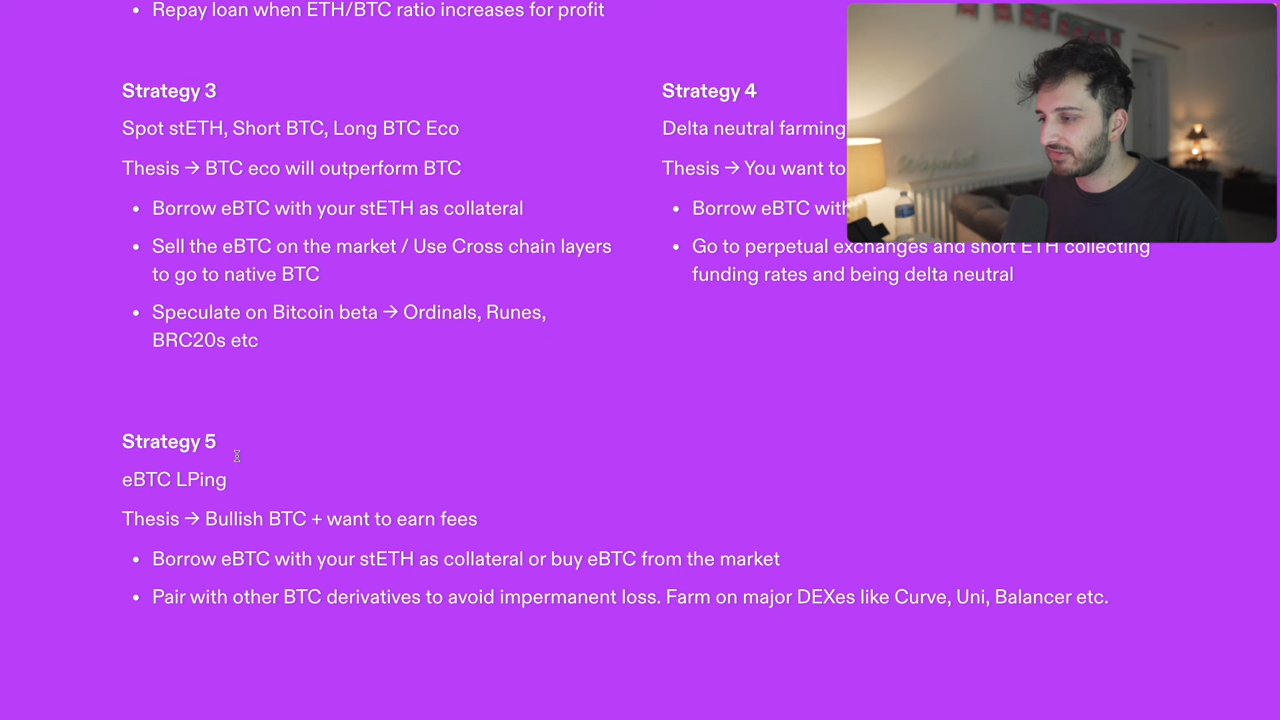 • Repay loan when ETH/BTC ratio increases for profit
Strategy 3
Spot stETH, Short BTC, Long BTC Eco
Thesis → BTC eco will outperform BTC
• Borrow eBTC with your stETH as collateral
• Sell the eBTC on the market / Use Cross chain layers
to go to native BTC
• Speculate on Bitcoin beta → Ordinals, Runes,
BRC20s etc
Strategy 4
Delta neutral farming
Thesis → You want to
• Borrow eBTC with
• Go to perpetual exchanges and short ETH collecting
funding rates and being delta neutral
Strategy 5
eBTC LPing
Thesis → Bullish BTC + want to earn fees
• Borrow eBTC with your stETH as collateral or buy eBTC from the market
• Pair with other BTC derivatives to avoid impermanent loss. Farm on major DEXes like Curve, Uni, Balancer etc.